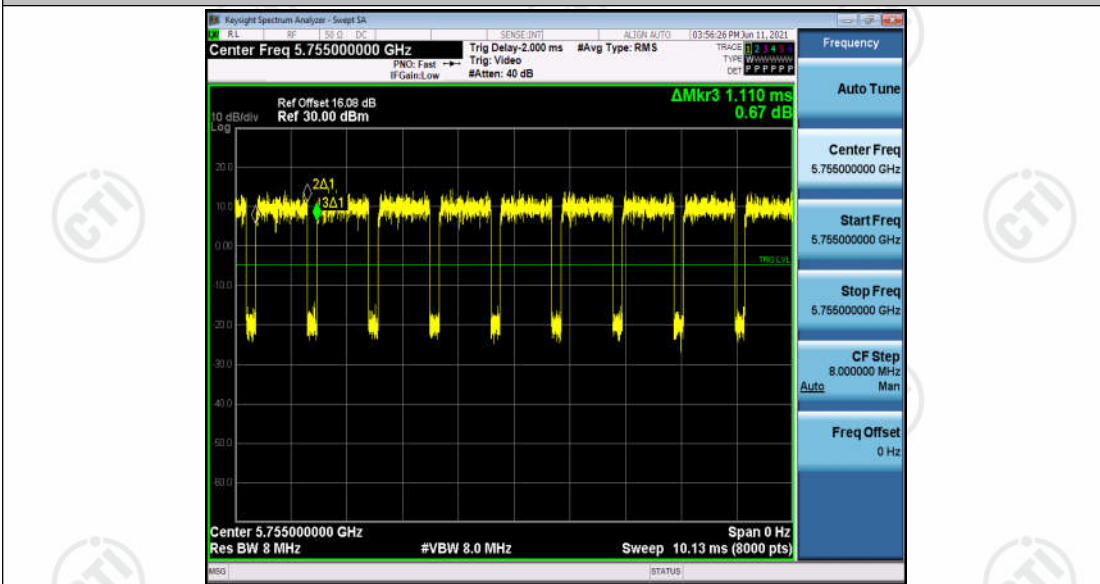 Keysight Spectrum Analyzer - Swept SA
RL RF 50 Ω DC SENSE:INT ALIGN AUTO 03:56:26 PM Jun 11, 2021
Center Freq 5.755000000 GHz
PNO: Fast
IFGain:Low
Trig Delay-2.000 ms
Trig: Video
#Atten: 40 dB
#Avg Type: RMS
TRACE 1 2 3 4 5 6
TYPE WWWWWW
DET P P P P P P
Frequency
Auto Tune
Center Freq
5.755000000 GHz
Start Freq
5.755000000 GHz
Stop Freq
5.755000000 GHz
CF Step
8.000000 MHz
Auto Man
Freq Offset
0 Hz
ΔMkr3 1.110 ms
0.67 dB
Ref Offset 16.08 dB
10 dB/div Ref 30.00 dBm
Log
20.0
10.0
0.00
-10.0
-20.0
-30.0
-40.0
-50.0
-60.0
2Δ1
3Δ1
TRIG LVL
Center 5.755000000 GHz Span 0 Hz
Res BW 8 MHz #VBW 8.0 MHz Sweep 10.13 ms (8000 pts)
MSG STATUS
CTI
CTI
CTI
CTI